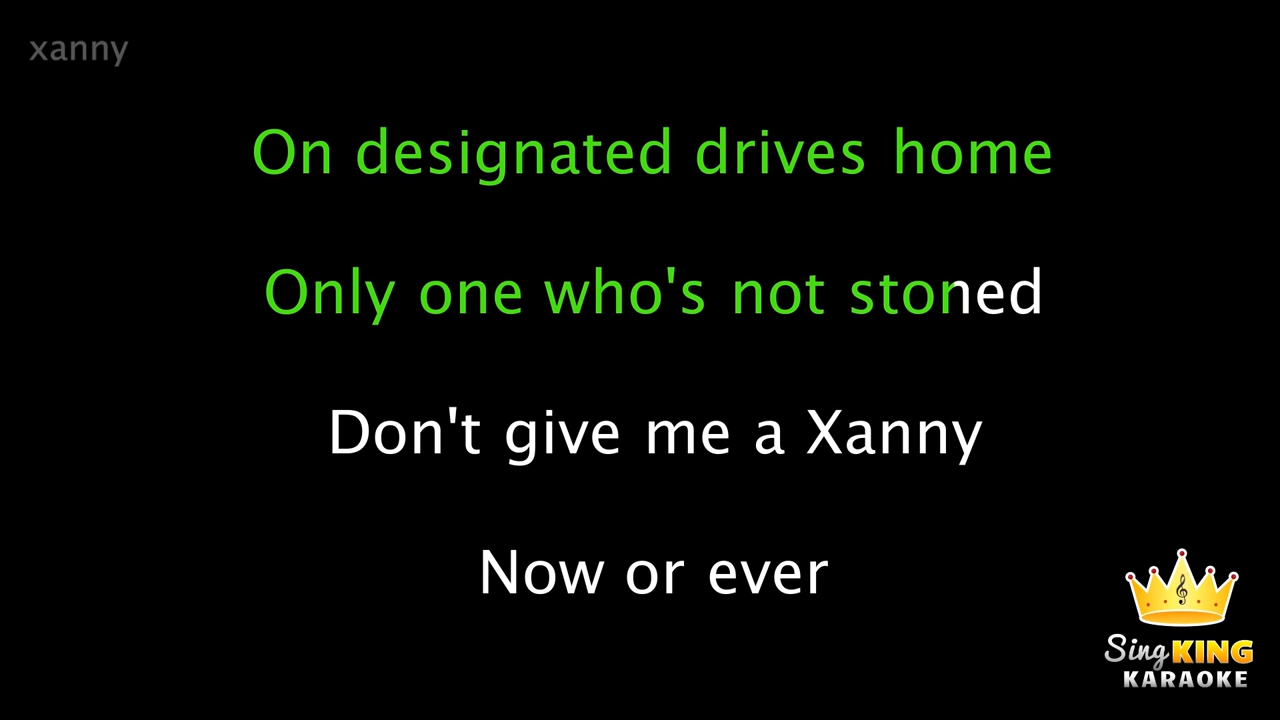 xanny
On designated drives home
Only one who's not stoned
Don't give me a Xanny
Now or ever
Sing KING
KARAOKE